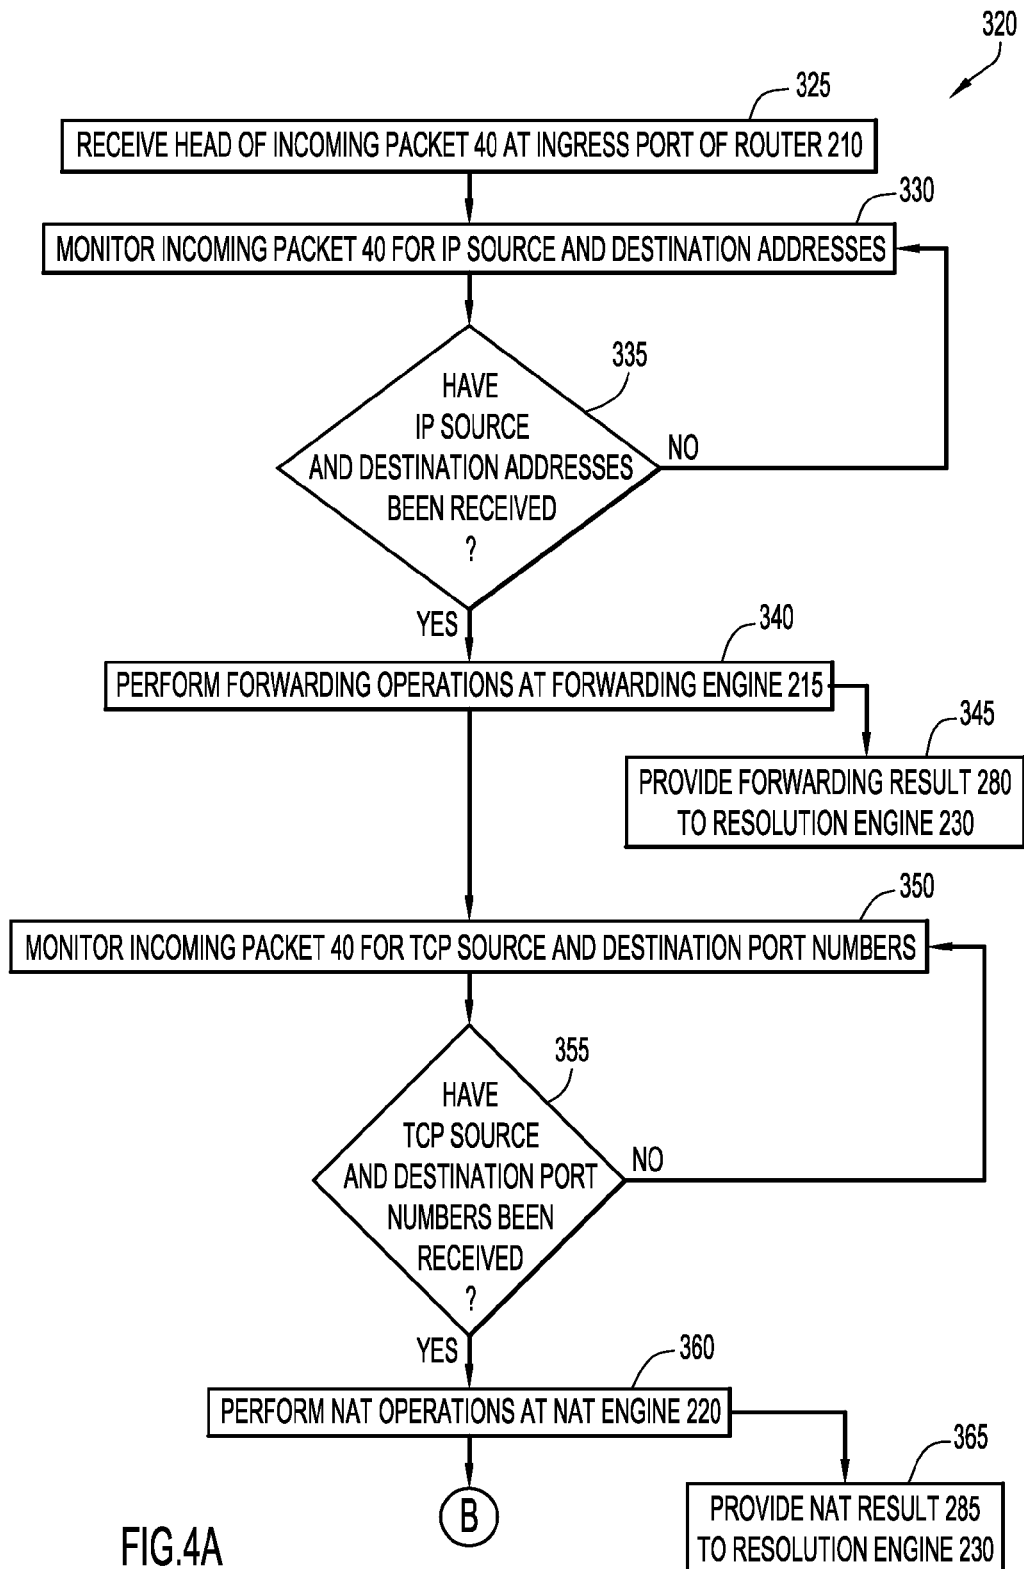 320
325
RECEIVE HEAD OF INCOMING PACKET 40 AT INGRESS PORT OF ROUTER 210
330
MONITOR INCOMING PACKET 40 FOR IP SOURCE AND DESTINATION ADDRESSES
335
HAVE
IP SOURCE
AND DESTINATION ADDRESSES
BEEN RECEIVED
?
NO
YES
340
PERFORM FORWARDING OPERATIONS AT FORWARDING ENGINE 215
345
PROVIDE FORWARDING RESULT 280
TO RESOLUTION ENGINE 230
350
MONITOR INCOMING PACKET 40 FOR TCP SOURCE AND DESTINATION PORT NUMBERS
355
HAVE
TCP SOURCE
AND DESTINATION PORT
NUMBERS BEEN
RECEIVED
?
NO
YES
360
PERFORM NAT OPERATIONS AT NAT ENGINE 220
365
PROVIDE NAT RESULT 285
TO RESOLUTION ENGINE 230
B
FIG.4A